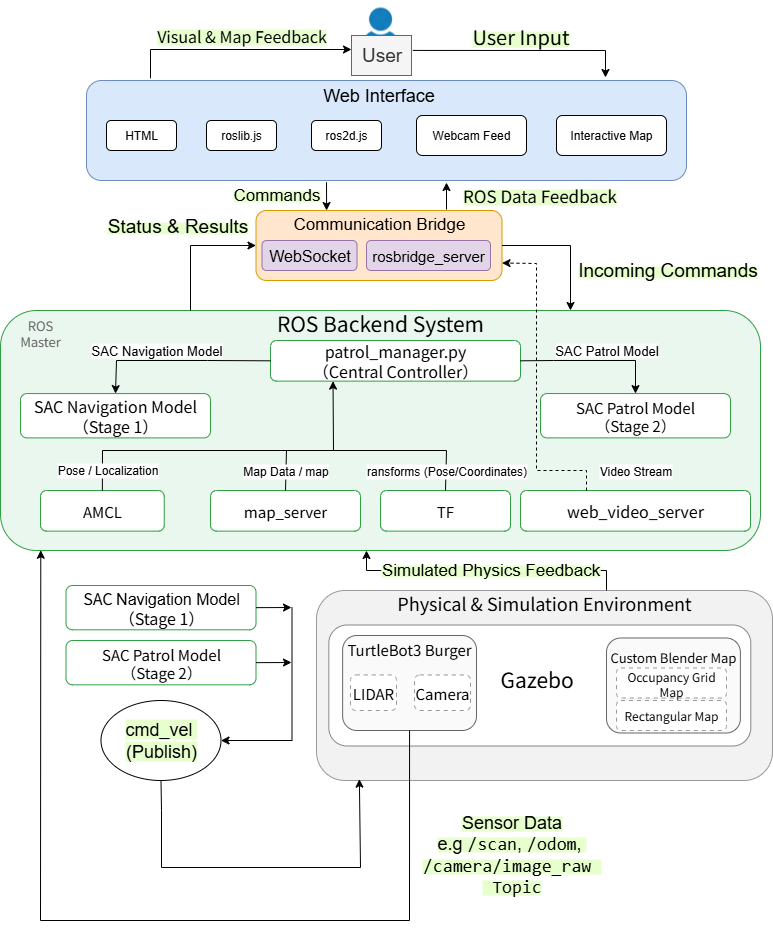 Visual & Map Feedback
User
User Input
Web Interface
HTML
roslib.js
ros2d.js
Webcam Feed
Interactive Map
Commands
ROS Data Feedback
Status & Results
Communication Bridge
WebSocket
rosbridge_server
Incoming Commands
ROS
Master
ROS Backend System
SAC Navigation Model
patrol_manager.py
(Central Controller)
SAC Patrol Model
SAC Navigation Model
(Stage 1)
SAC Patrol Model
(Stage 2)
Pose / Localization
Map Data / map
ransforms (Pose/Coordinates)
Video Stream
AMCL
map_server
TF
web_video_server
Simulated Physics Feedback
SAC Navigation Model
(Stage 1)
SAC Patrol Model
(Stage 2)
cmd_vel
(Publish)
Physical & Simulation Environment
TurtleBot3 Burger
LIDAR
Camera
Gazebo
Custom Blender Map
Occupancy Grid
Map
Rectangular Map
Sensor Data
e.g /scan, /odom,
/camera/image_raw
Topic